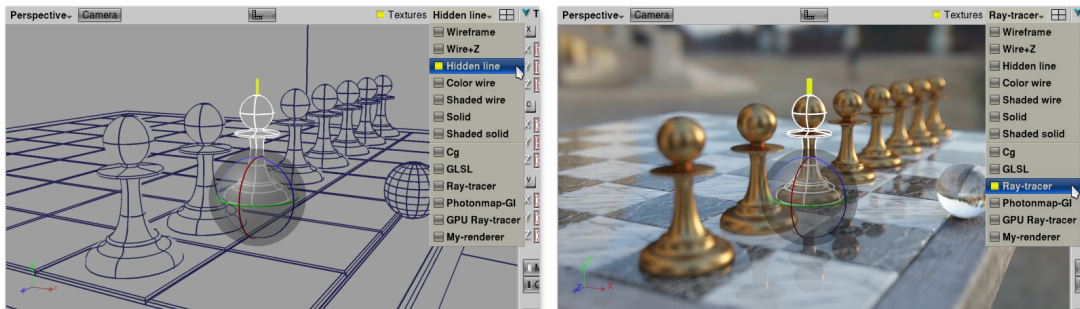 Perspective Camera Textures Hidden line T
Wireframe
Wire+Z
Hidden line
Color wire
Shaded wire
Solid
Shaded solid
Cg
GLSL
Ray-tracer
Photonmap-GI
GPU Ray-tracer
My-renderer
X
Y
Z
C
X
Y
Z
V
X
Y
Z
y
x
z
Perspective Camera Textures Ray-tracer
Wireframe
Wire+Z
Hidden line
Color wire
Shaded wire
Solid
Shaded solid
Cg
GLSL
Ray-tracer
Photonmap-GI
GPU Ray-tracer
My-renderer
Y
X
Z